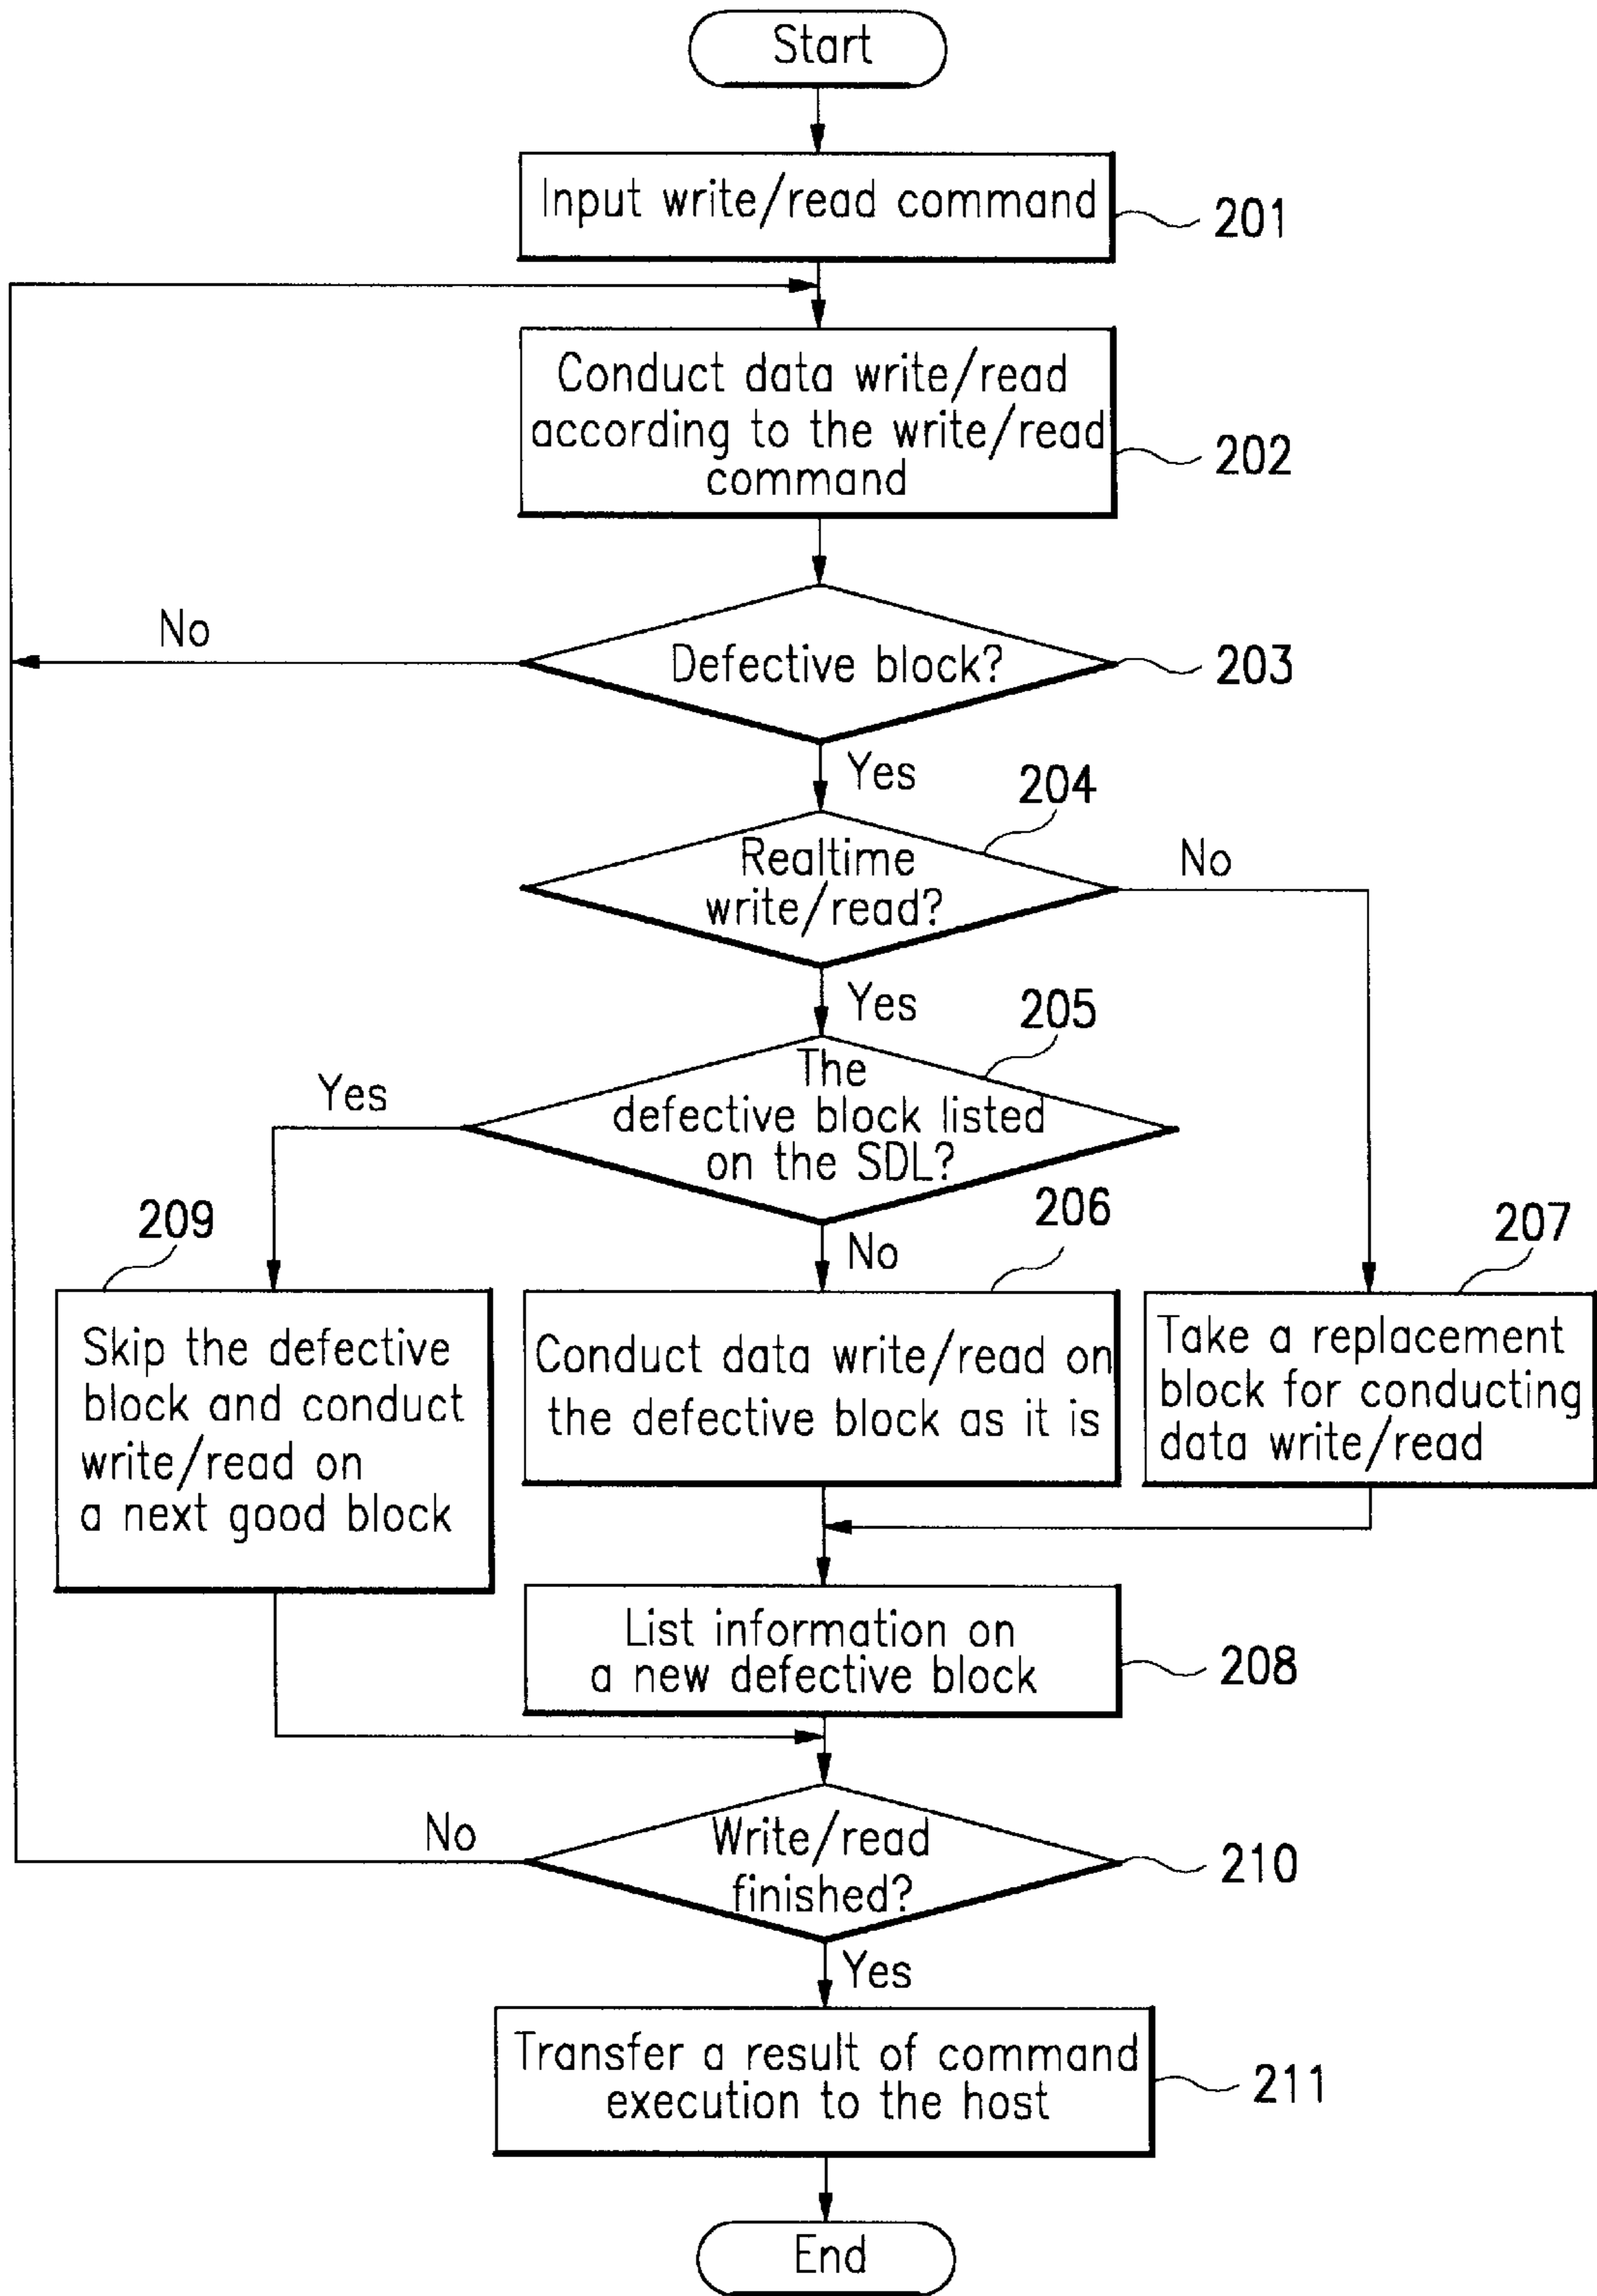 Start
Input write/read command
201
Conduct data write/read
according to the write/read
command
202
No
Defective block?
203
Yes
204
Realtime
write/read?
No
Yes
205
The
defective block listed
on the SDL?
Yes
209
No
206
207
Skip the defective
block and conduct
write/read on
a next good block
Conduct data write/read on
the defective block as it is
Take a replacement
block for conducting
data write/read
List information on
a new defective block
208
No
Write/read
finished?
210
Yes
Transfer a result of command
execution to the host
211
End